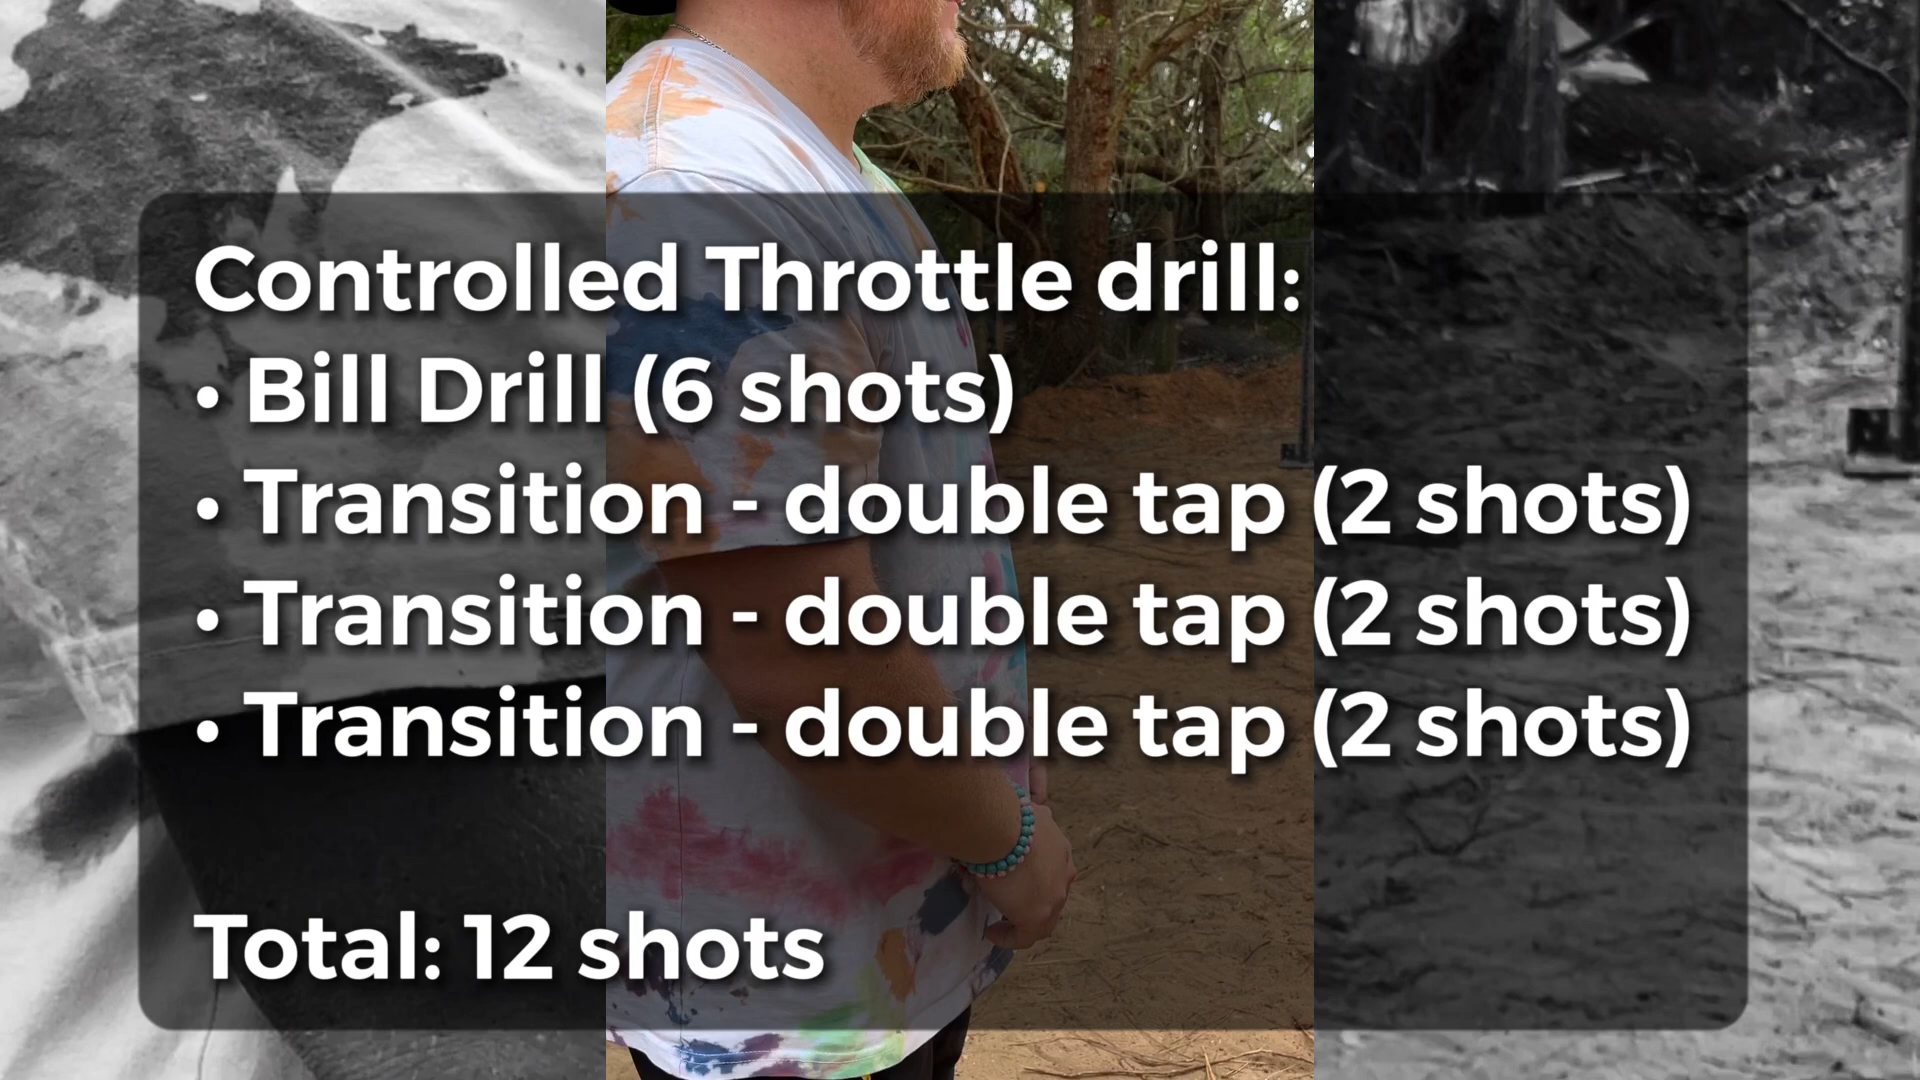 Controlled Throttle drill:
• Bill Drill (6 shots)
• Transition - double tap (2 shots)
• Transition - double tap (2 shots)
• Transition - double tap (2 shots)
Total: 12 shots